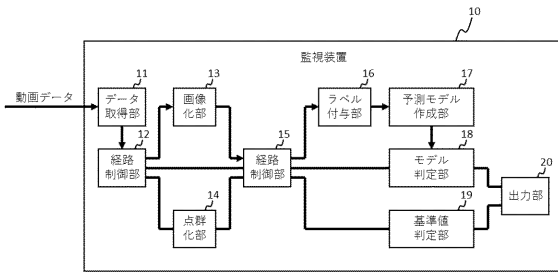 10
監視装置
動画データ
11
データ
取得部
13
画像
化部
16
ラベル
付与部
17
予測モデル
作成部
12
経路
制御部
15
経路
制御部
18
モデル
判定部
20
出力部
14
点群
化部
19
基準値
判定部